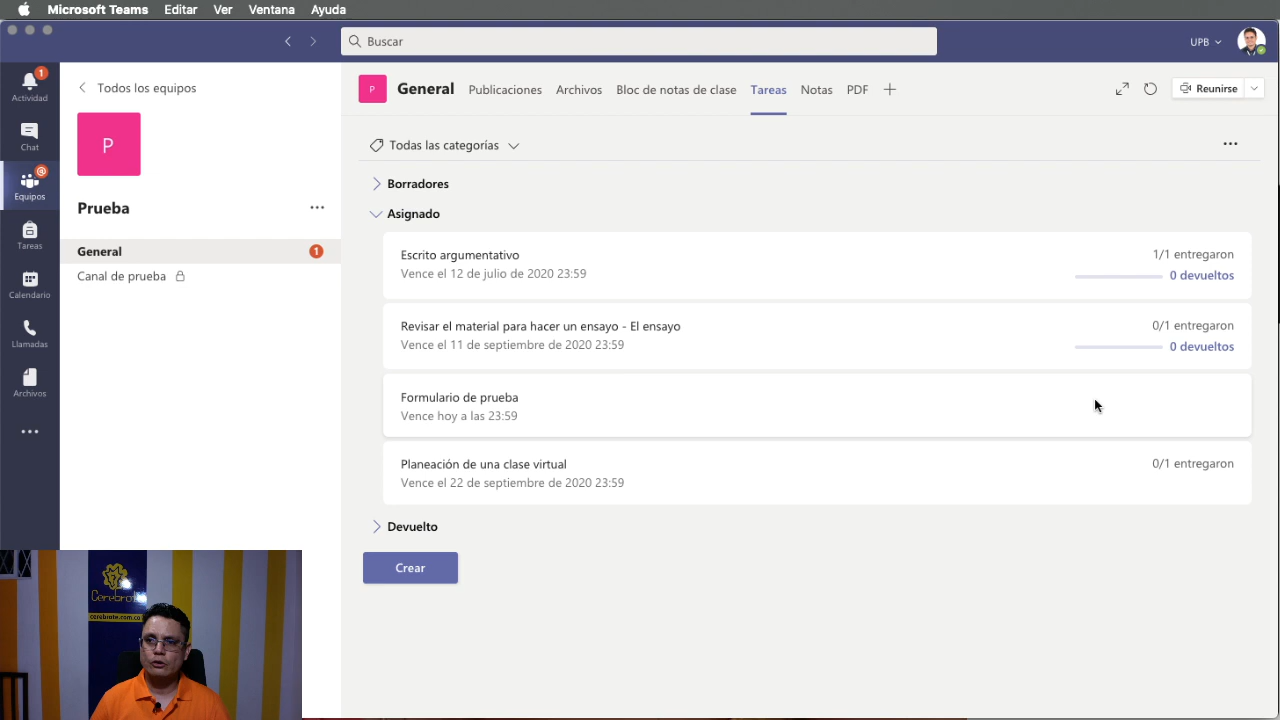 Microsoft Teams Editar Ver Ventana Ayuda
Buscar
UPB
Actividad
1
Chat
Equipos
Tareas
Calendario
Llamadas
Archivos
Todos los equipos
P
Prueba
General 1
Canal de prueba
P General Publicaciones Archivos Bloc de notas de clase Tareas Notas PDF
Reunirse
Todas las categorías
Borradores
Asignado
Escrito argumentativo 1/1 entregaron
Vence el 12 de julio de 2020 23:59 0 devueltos
Revisar el material para hacer un ensayo - El ensayo 0/1 entregaron
Vence el 11 de septiembre de 2020 23:59 0 devueltos
Formulario de prueba
Vence hoy a las 23:59
Planeación de una clase virtual 0/1 entregaron
Vence el 22 de septiembre de 2020 23:59
Devuelto
Crear
cerebrote.com.co